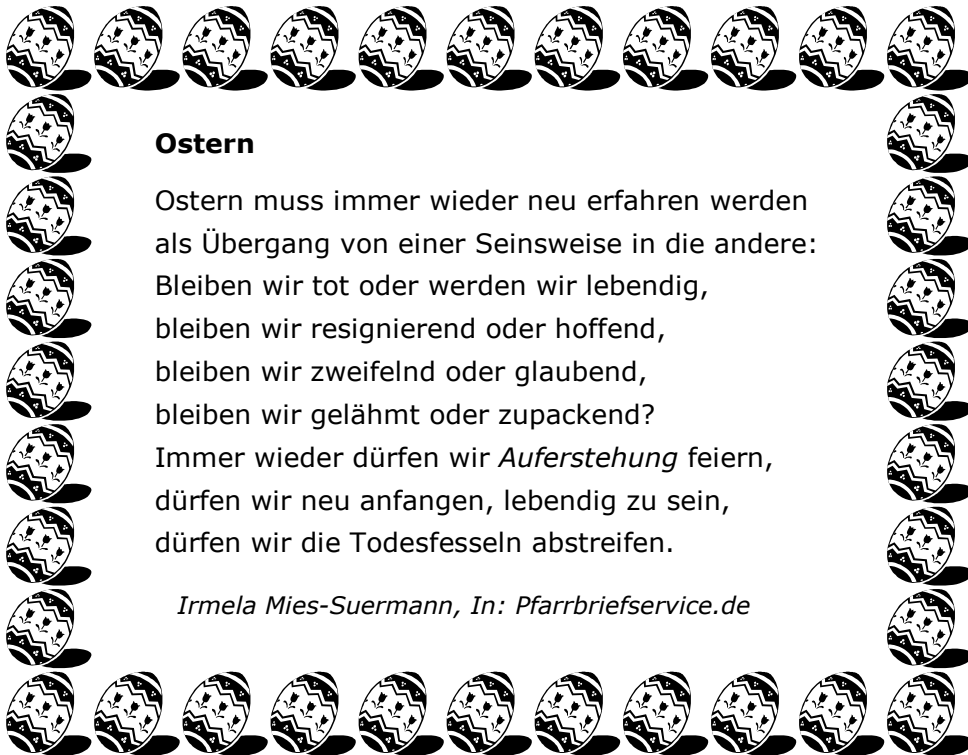 Ostern
Ostern muss immer wieder neu erfahren werden
als Übergang von einer Seinsweise in die andere:
Bleiben wir tot oder werden wir lebendig,
bleiben wir resignierend oder hoffend,
bleiben wir zweifelnd oder glaubend,
bleiben wir gelähmt oder zupackend?
Immer wieder dürfen wir Auferstehung feiern,
dürfen wir neu anfangen, lebendig zu sein,
dürfen wir die Todesfesseln abstreifen.
Irmela Mies-Suermann, In: Pfarrbriefservice.de